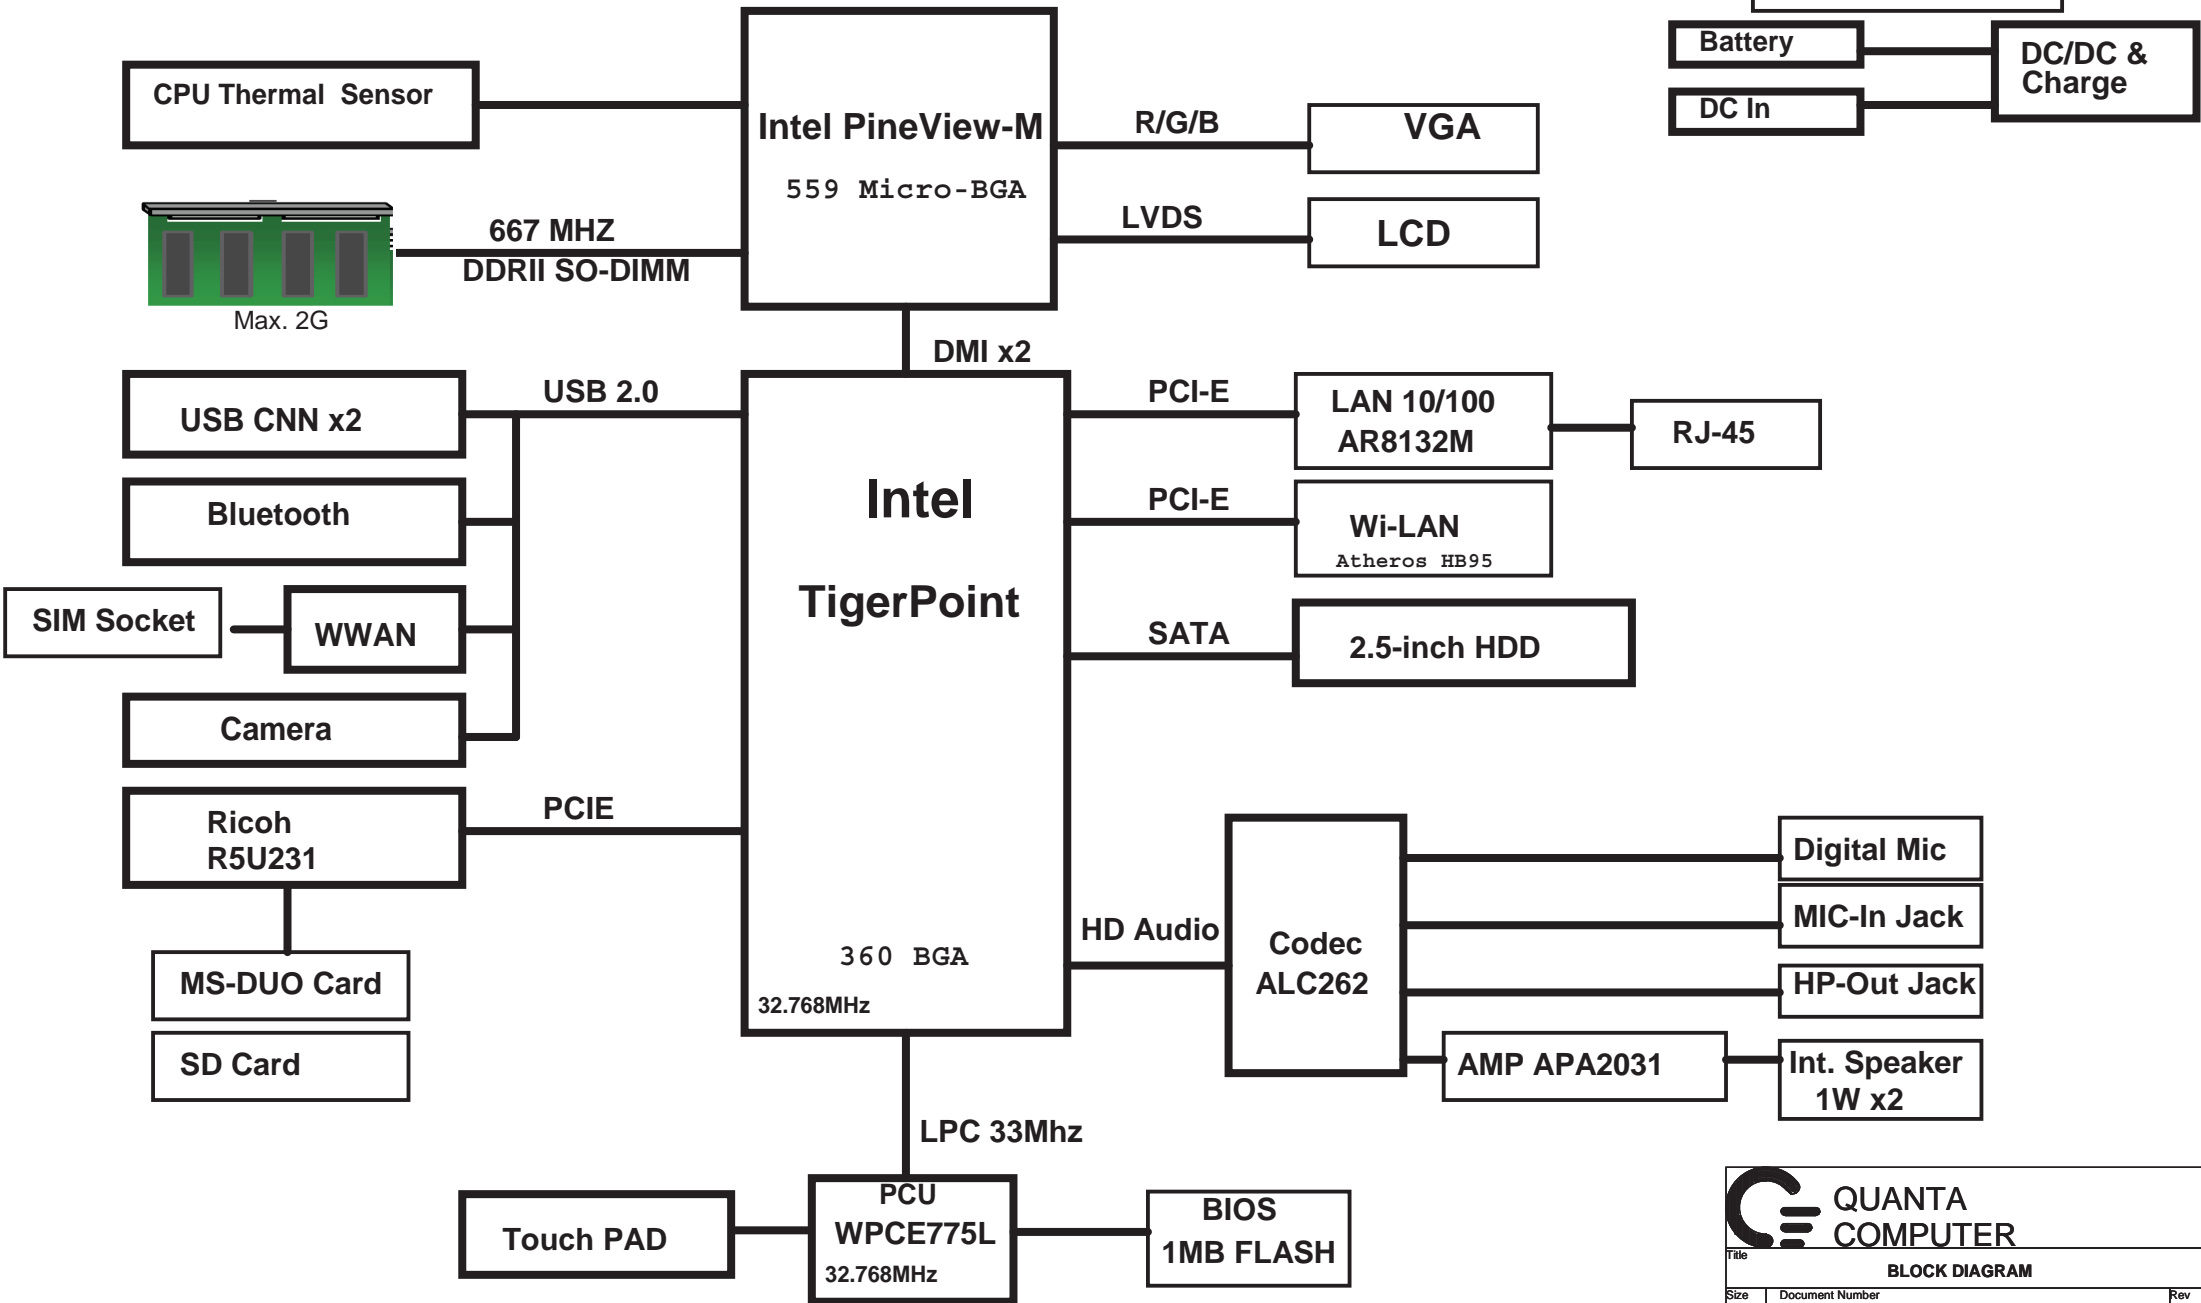 Battery
DC/DC &
Charge
DC In
CPU Thermal  Sensor
Intel PineView-M
559 Micro-BGA
R/G/B
VGA
LVDS
LCD
667 MHZ
DDRII SO-DIMM
Max. 2G
DMI x2
USB CNN x2
USB 2.0
Bluetooth
SIM Socket
WWAN
Camera
Ricoh
R5U231
PCIE
MS-DUO Card
SD Card
Intel
TigerPoint
360 BGA
32.768MHz
PCI-E
LAN 10/100
AR8132M
RJ-45
PCI-E
Wi-LAN
Atheros HB95
SATA
2.5-inch HDD
HD Audio
Codec
ALC262
Digital Mic
MIC-In Jack
HP-Out Jack
AMP APA2031
Int. Speaker
1W x2
LPC 33Mhz
Touch PAD
PCU
WPCE775L
32.768MHz
BIOS
1MB FLASH
QUANTA
COMPUTER
Title
BLOCK DIAGRAM
Size
Document Number
Rev